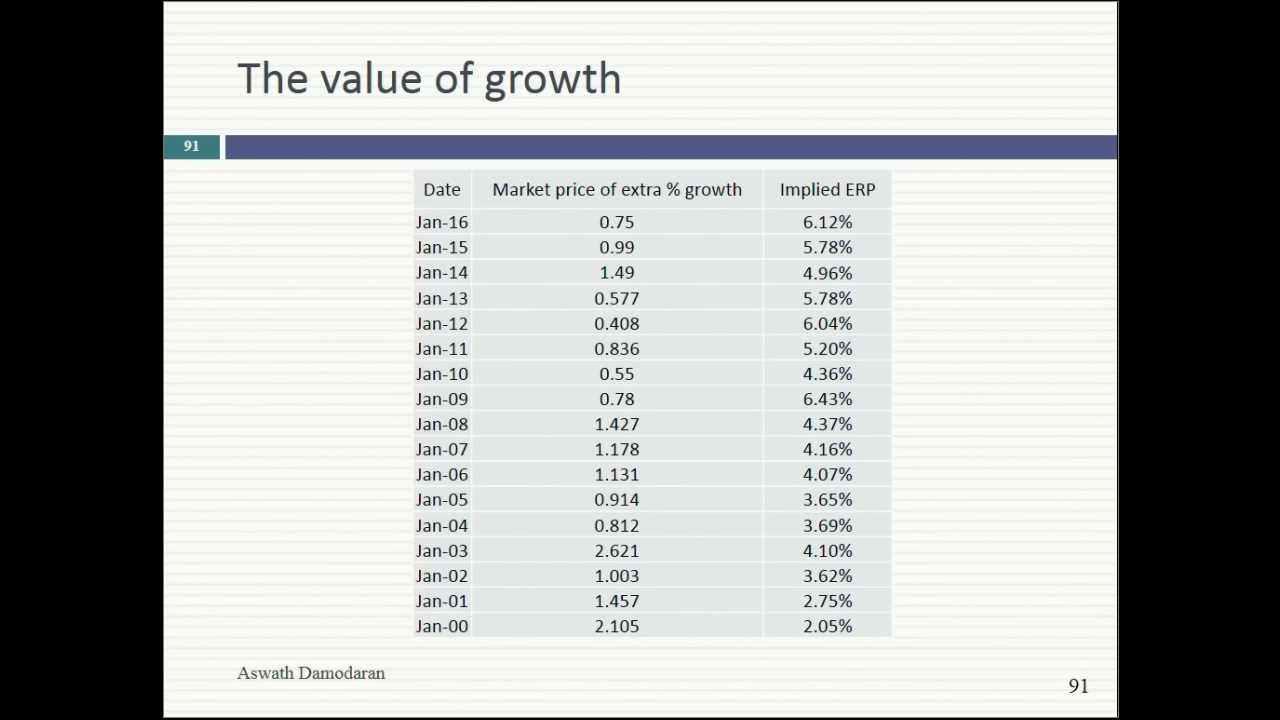 The value of growth
91
Date Market price of extra % growth Implied ERP
Jan-16 0.75 6.12%
Jan-15 0.99 5.78%
Jan-14 1.49 4.96%
Jan-13 0.577 5.78%
Jan-12 0.408 6.04%
Jan-11 0.836 5.20%
Jan-10 0.55 4.36%
Jan-09 0.78 6.43%
Jan-08 1.427 4.37%
Jan-07 1.178 4.16%
Jan-06 1.131 4.07%
Jan-05 0.914 3.65%
Jan-04 0.812 3.69%
Jan-03 2.621 4.10%
Jan-02 1.003 3.62%
Jan-01 1.457 2.75%
Jan-00 2.105 2.05%
Aswath Damodaran
91